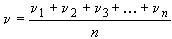 ν = (ν₁ + ν₂ + ν₃ + ... + νₙ) / n